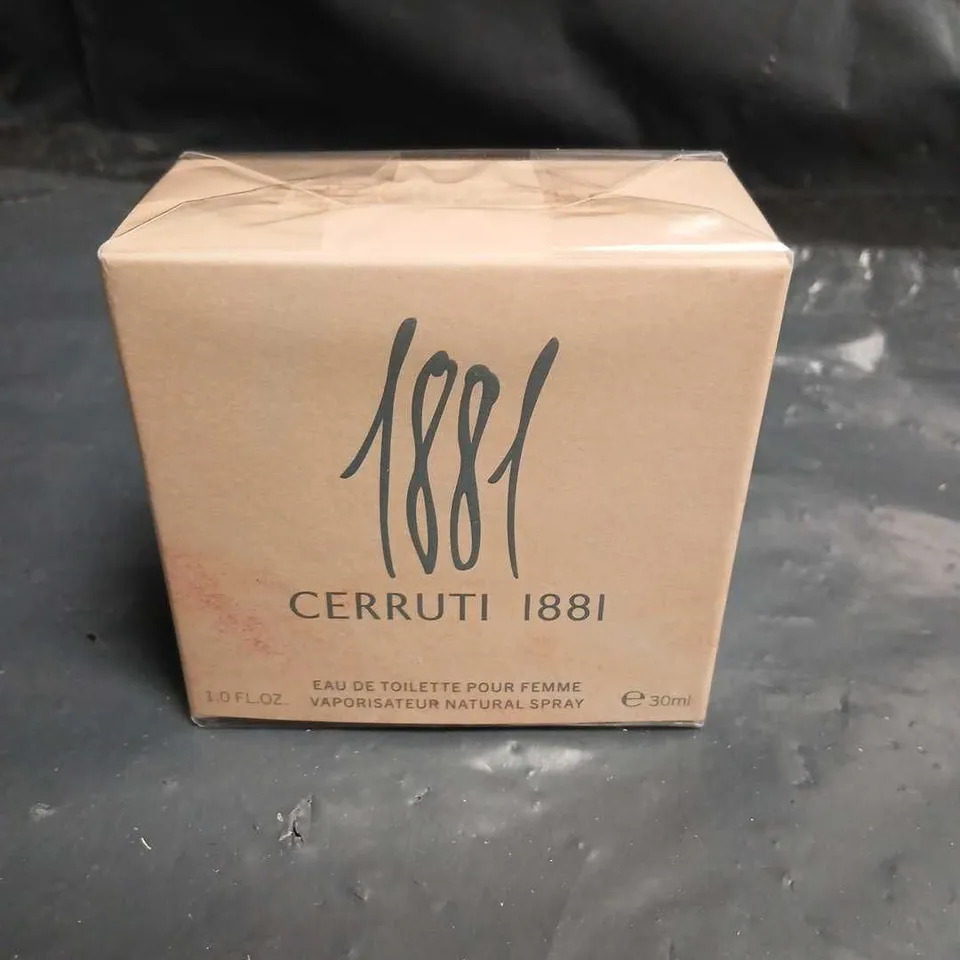 1881
CERRUTI 1881
EAU DE TOILETTE POUR FEMME
1.0 FL.OZ. VAPORISATEUR NATURAL SPRAY ℮ 30ml